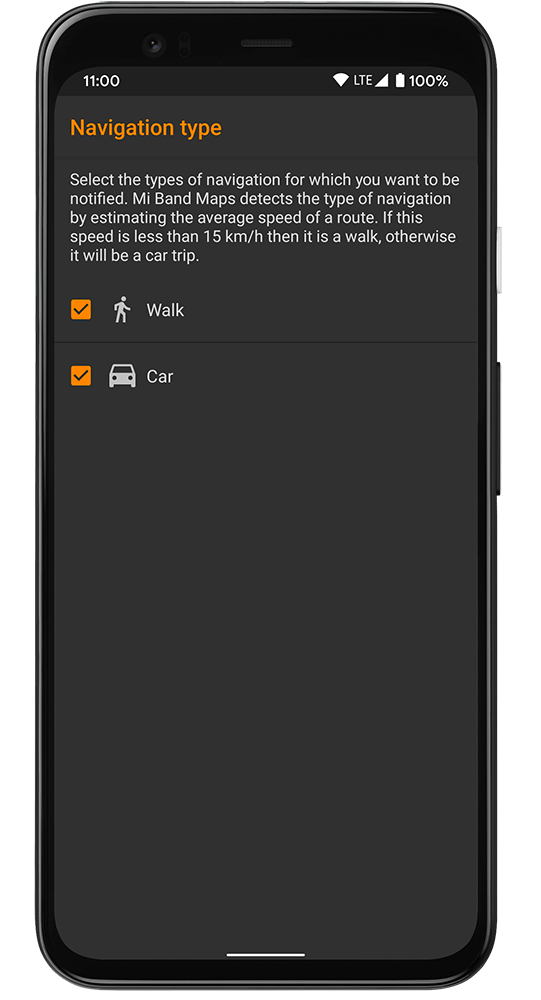 11:00 LTE 100%
Navigation type
Select the types of navigation for which you want to be
notified. Mi Band Maps detects the type of navigation
by estimating the average speed of a route. If this
speed is less than 15 km/h then it is a walk, otherwise
it will be a car trip.
Walk
Car